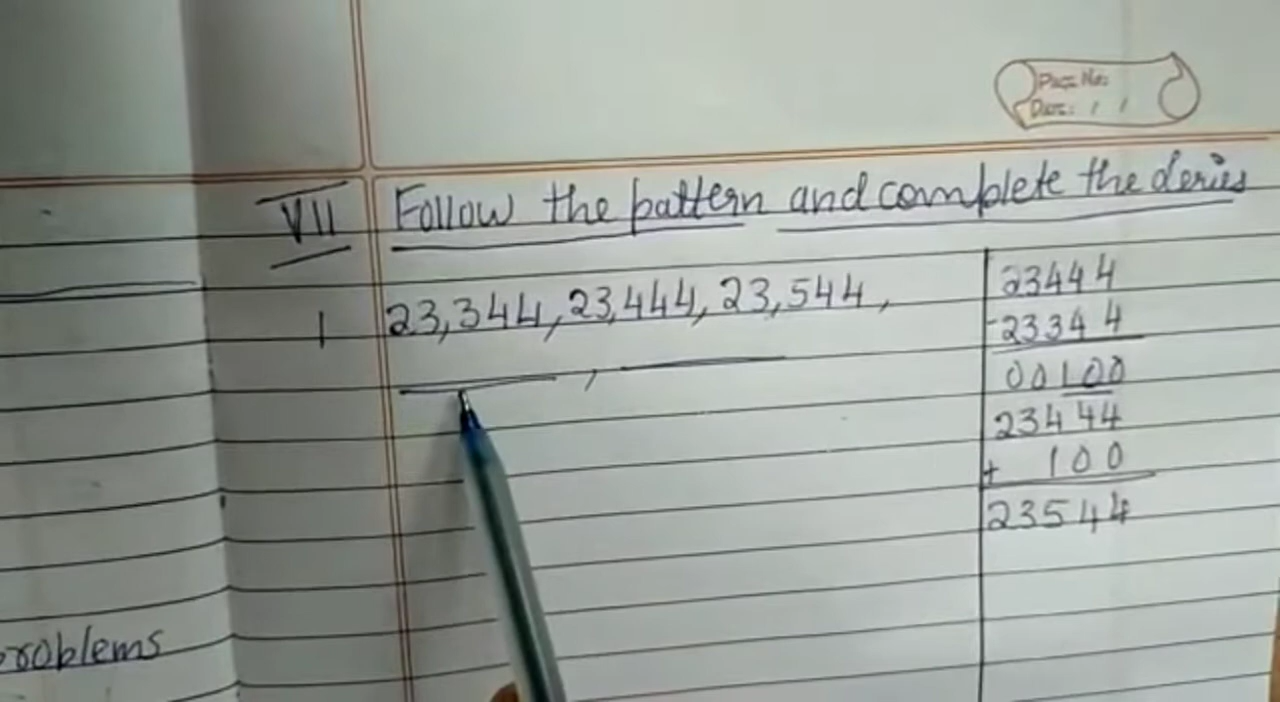 Page No:
Date: / /
VII Follow the pattern and complete the series
1 23,344, 23,444, 23,544,
,
23444
-23344
00100
23444
+ 100
23544
problems